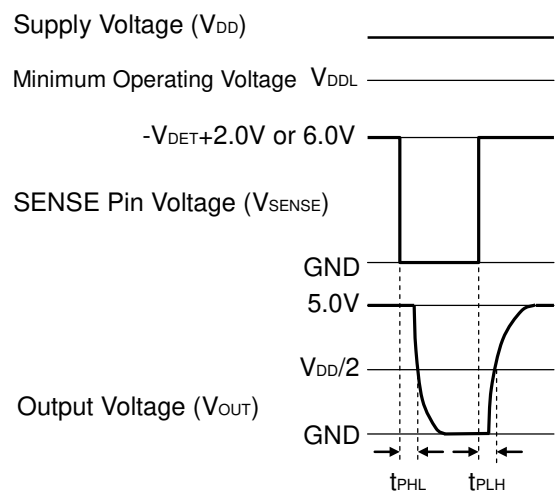 Supply Voltage (VDD)
Minimum Operating Voltage VDDL
-VDET+2.0V or 6.0V
SENSE Pin Voltage (VSENSE)
GND
5.0V
VDD/2
Output Voltage (VOUT)
GND
tPHL tPLH